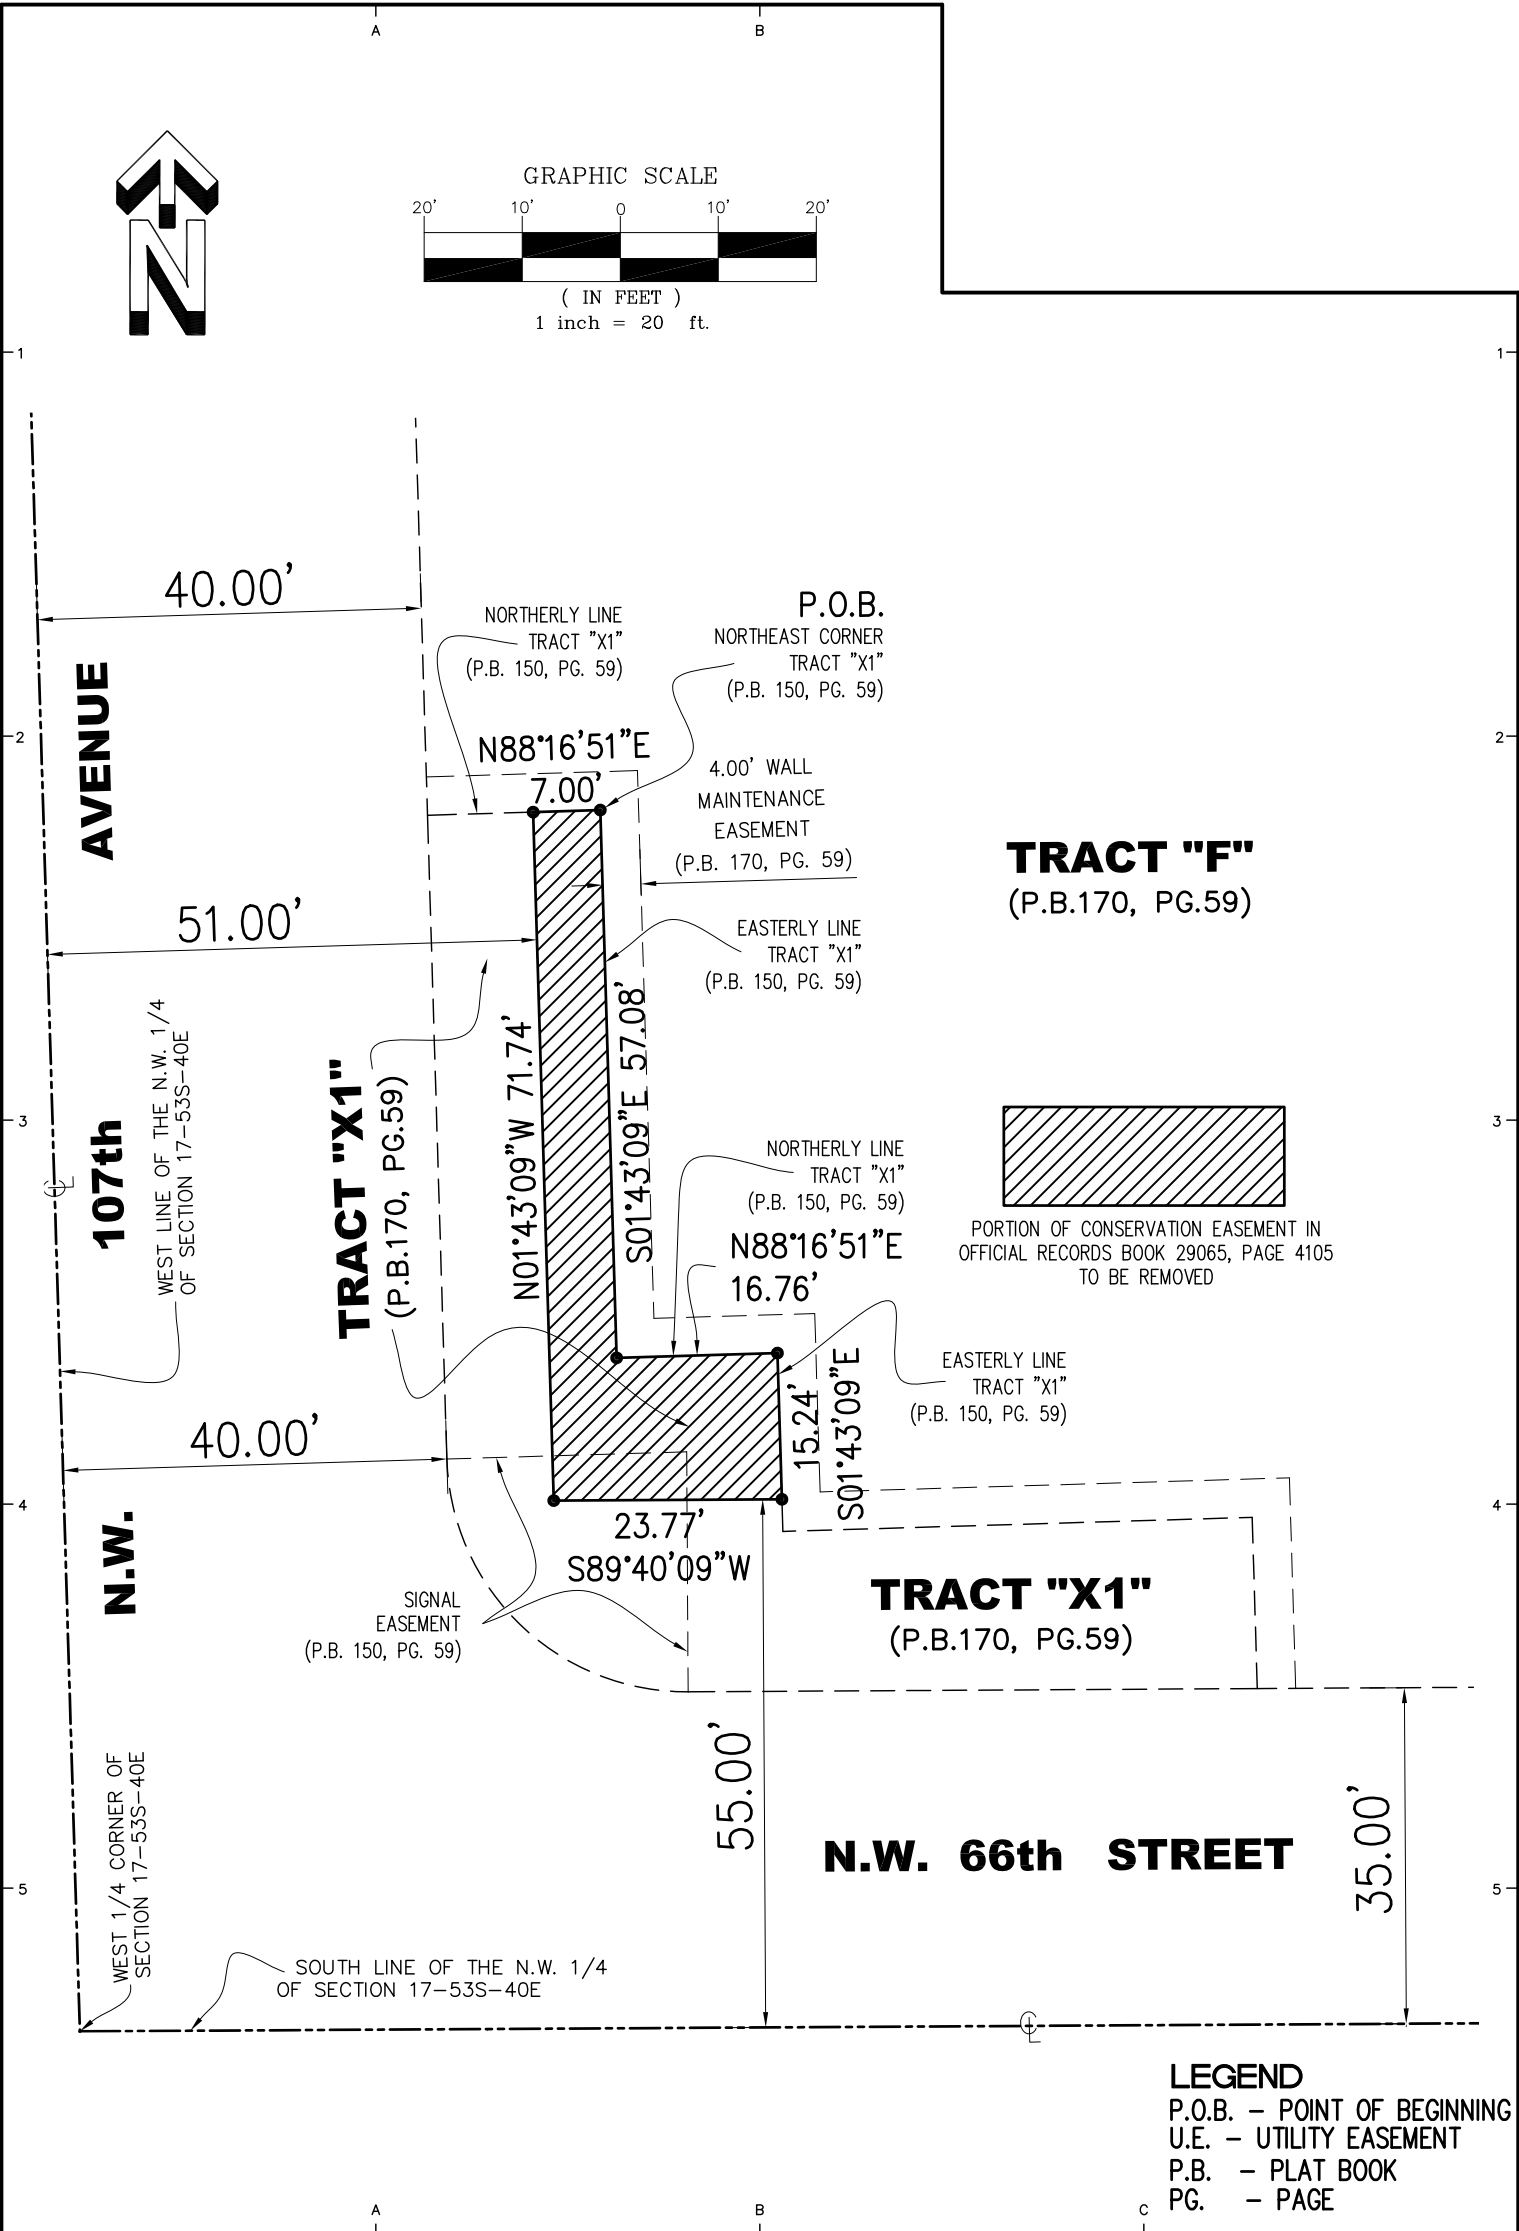 A
B
GRAPHIC SCALE
20' 10' 0 10' 20'
( IN FEET )
1 inch = 20 ft.
N
1
1
40.00'
NORTHERLY LINE
TRACT "X1"
(P.B. 150, PG. 59)
P.O.B.
NORTHEAST CORNER
TRACT "X1"
(P.B. 150, PG. 59)
2
2
N88°16'51"E
7.00'
4.00' WALL
MAINTENANCE
EASEMENT
(P.B. 170, PG. 59)
TRACT "F"
(P.B.170, PG.59)
51.00'
EASTERLY LINE
TRACT "X1"
(P.B. 150, PG. 59)
N.W. 107th AVENUE
WEST LINE OF THE N.W. 1/4
OF SECTION 17-53S-40E
TRACT "X1"
(P.B.170, PG.59)
N01°43'09"W 71.74'
S01°43'09"E 57.08'
3
3
NORTHERLY LINE
TRACT "X1"
(P.B. 150, PG. 59)
N88°16'51"E
16.76'
PORTION OF CONSERVATION EASEMENT IN
OFFICIAL RECORDS BOOK 29065, PAGE 4105
TO BE REMOVED
CL
EASTERLY LINE
TRACT "X1"
(P.B. 150, PG. 59)
15.24'
S01°43'09"E
40.00'
4
4
23.77'
S89°40'09"W
SIGNAL
EASEMENT
(P.B. 150, PG. 59)
TRACT "X1"
(P.B.170, PG.59)
55.00'
35.00'
N.W. 66th STREET
5
5
WEST 1/4 CORNER OF
SECTION 17-53S-40E
SOUTH LINE OF THE N.W. 1/4
OF SECTION 17-53S-40E
CL
LEGEND
P.O.B. - POINT OF BEGINNING
U.E. - UTILITY EASEMENT
P.B. - PLAT BOOK
PG. - PAGE
A
B
C